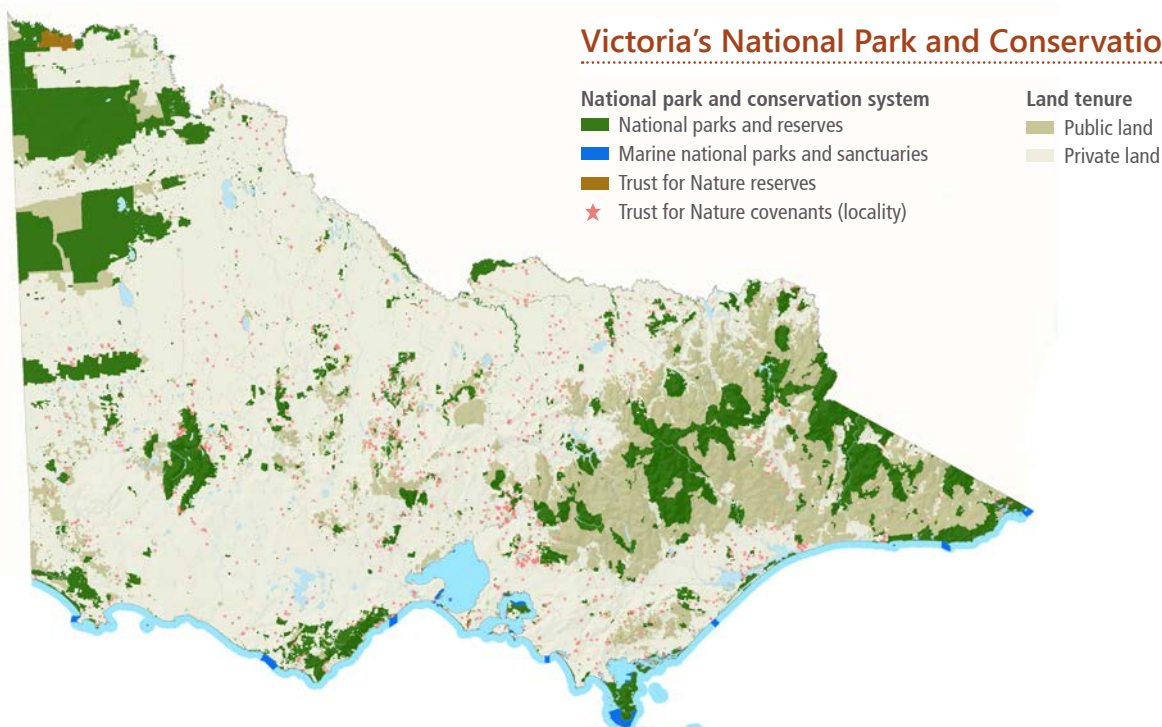 Victoria's National Park and Conservatio
National park and conservation system
National parks and reserves
Marine national parks and sanctuaries
Trust for Nature reserves
Trust for Nature covenants (locality)
Land tenure
Public land
Private land